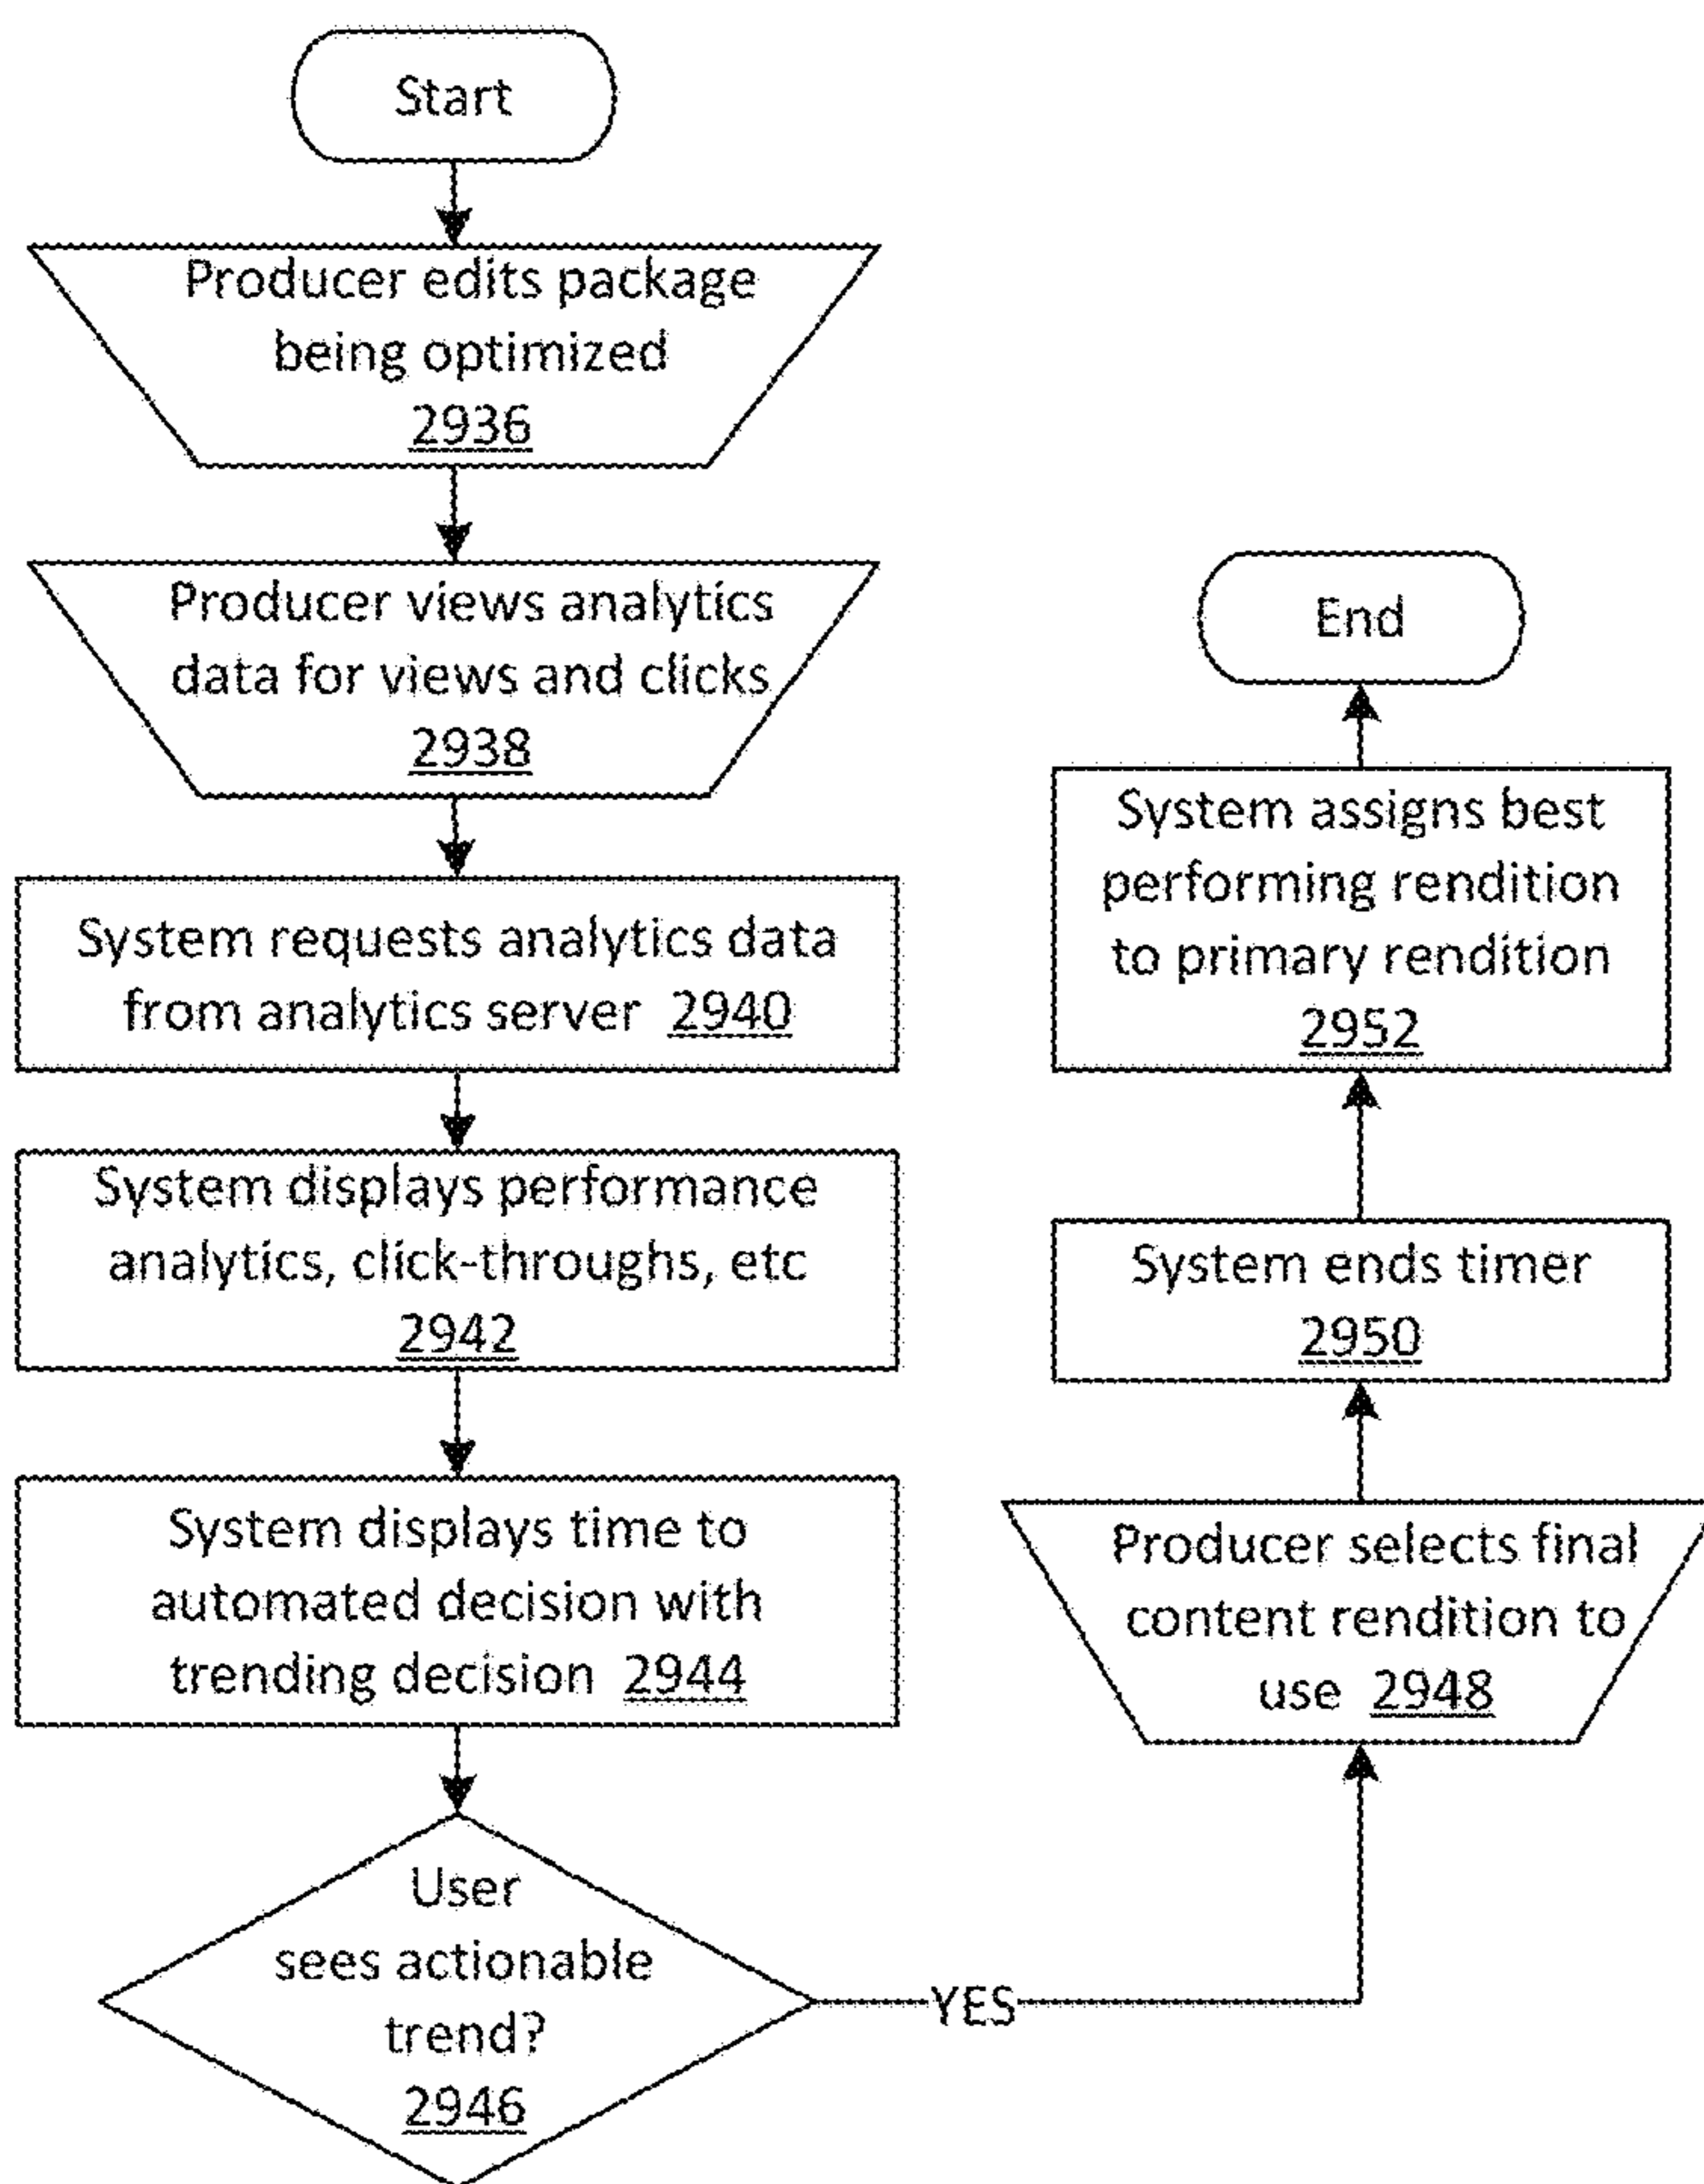 Start
Producer edits package
being optimized
2936
Producer views analytics
data for views and clicks
2938
System requests analytics data
from analytics server 2940
System displays performance
analytics, click-throughs, etc
2942
System displays time to
automated decision with
trending decision 2944
User
sees actionable
trend?
2946
YES
Producer selects final
content rendition to
use 2948
System ends timer
2950
System assigns best
performing rendition
to primary rendition
2952
End